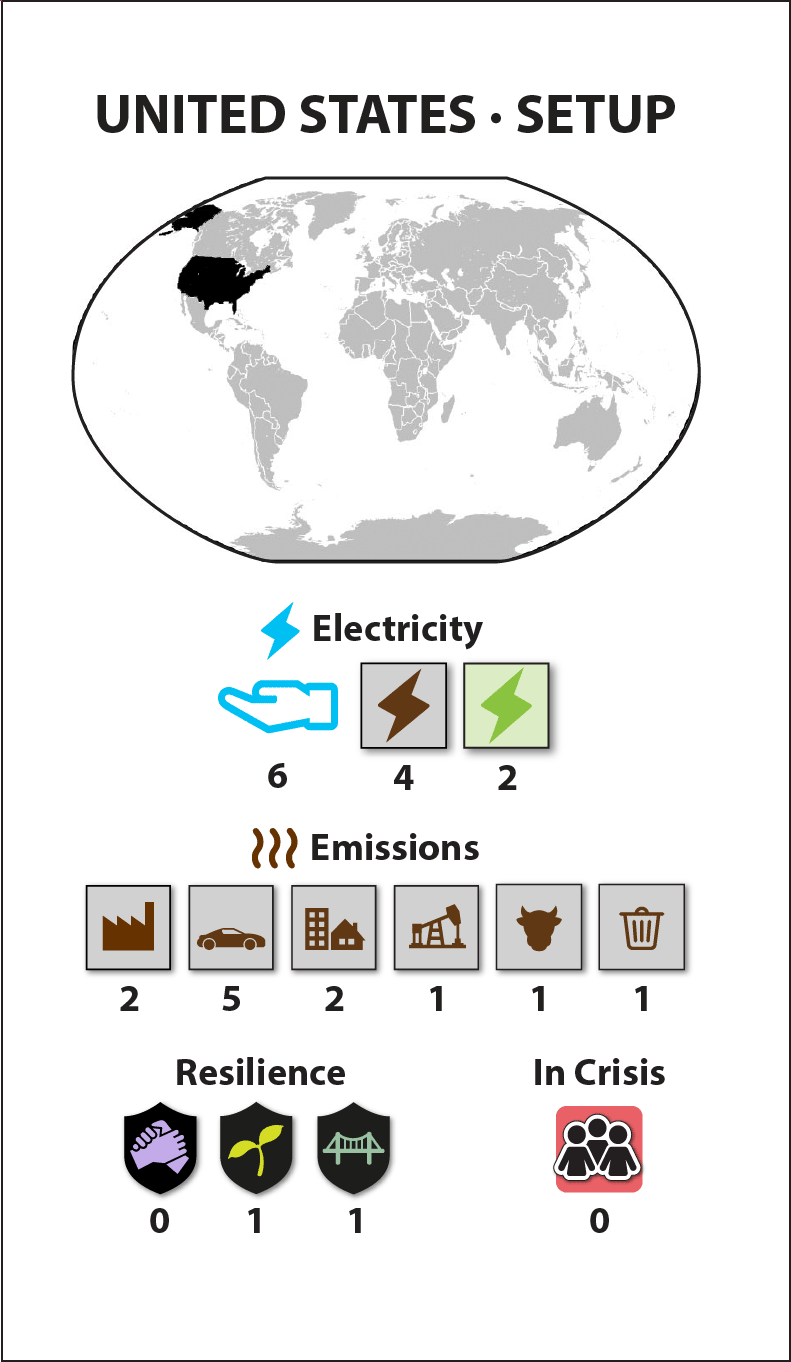 UNITED STATES · SETUP
Electricity
6 4 2
Emissions
2 5 2 1 1 1
Resilience In Crisis
0 1 1 0